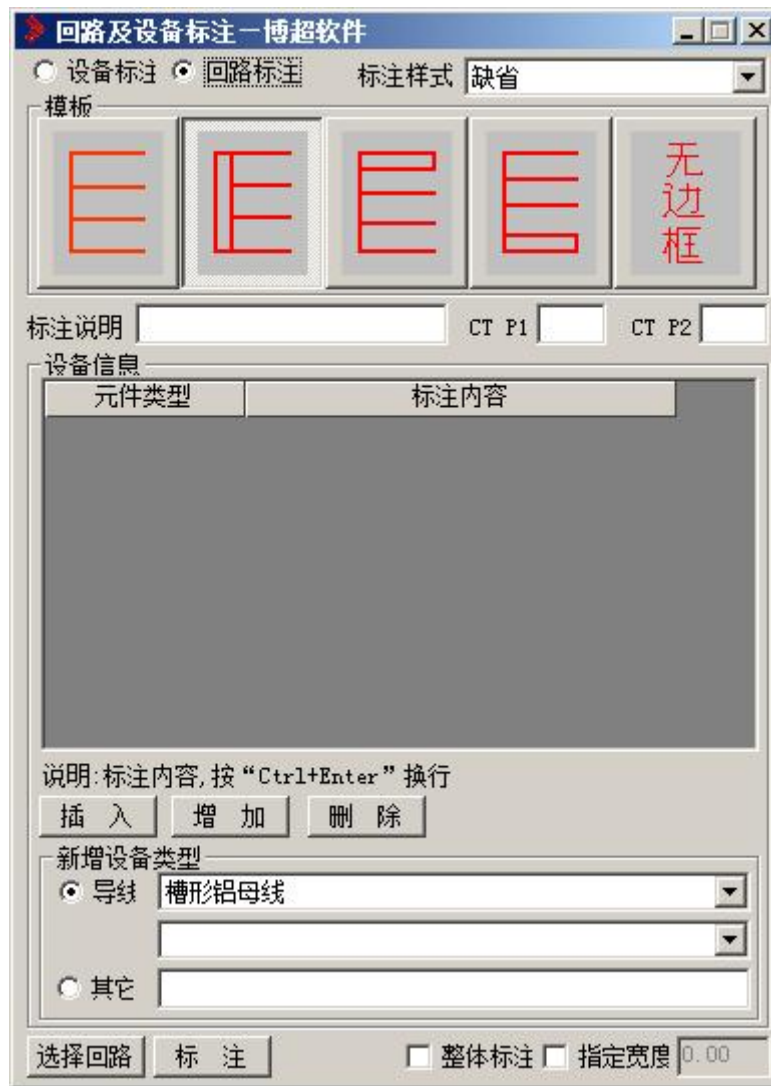 回路及设备标注－博超软件
设备标注 回路标注 标注样式 缺省
模板
无边框
标注说明 CT P1 CT P2
设备信息
元件类型 标注内容
说明:标注内容,按“Ctrl+Enter”换行
插 入 增 加 删 除
新增设备类型
导线 槽形铝母线
其它
选择回路 标 注 整体标注 指定宽度 0.00